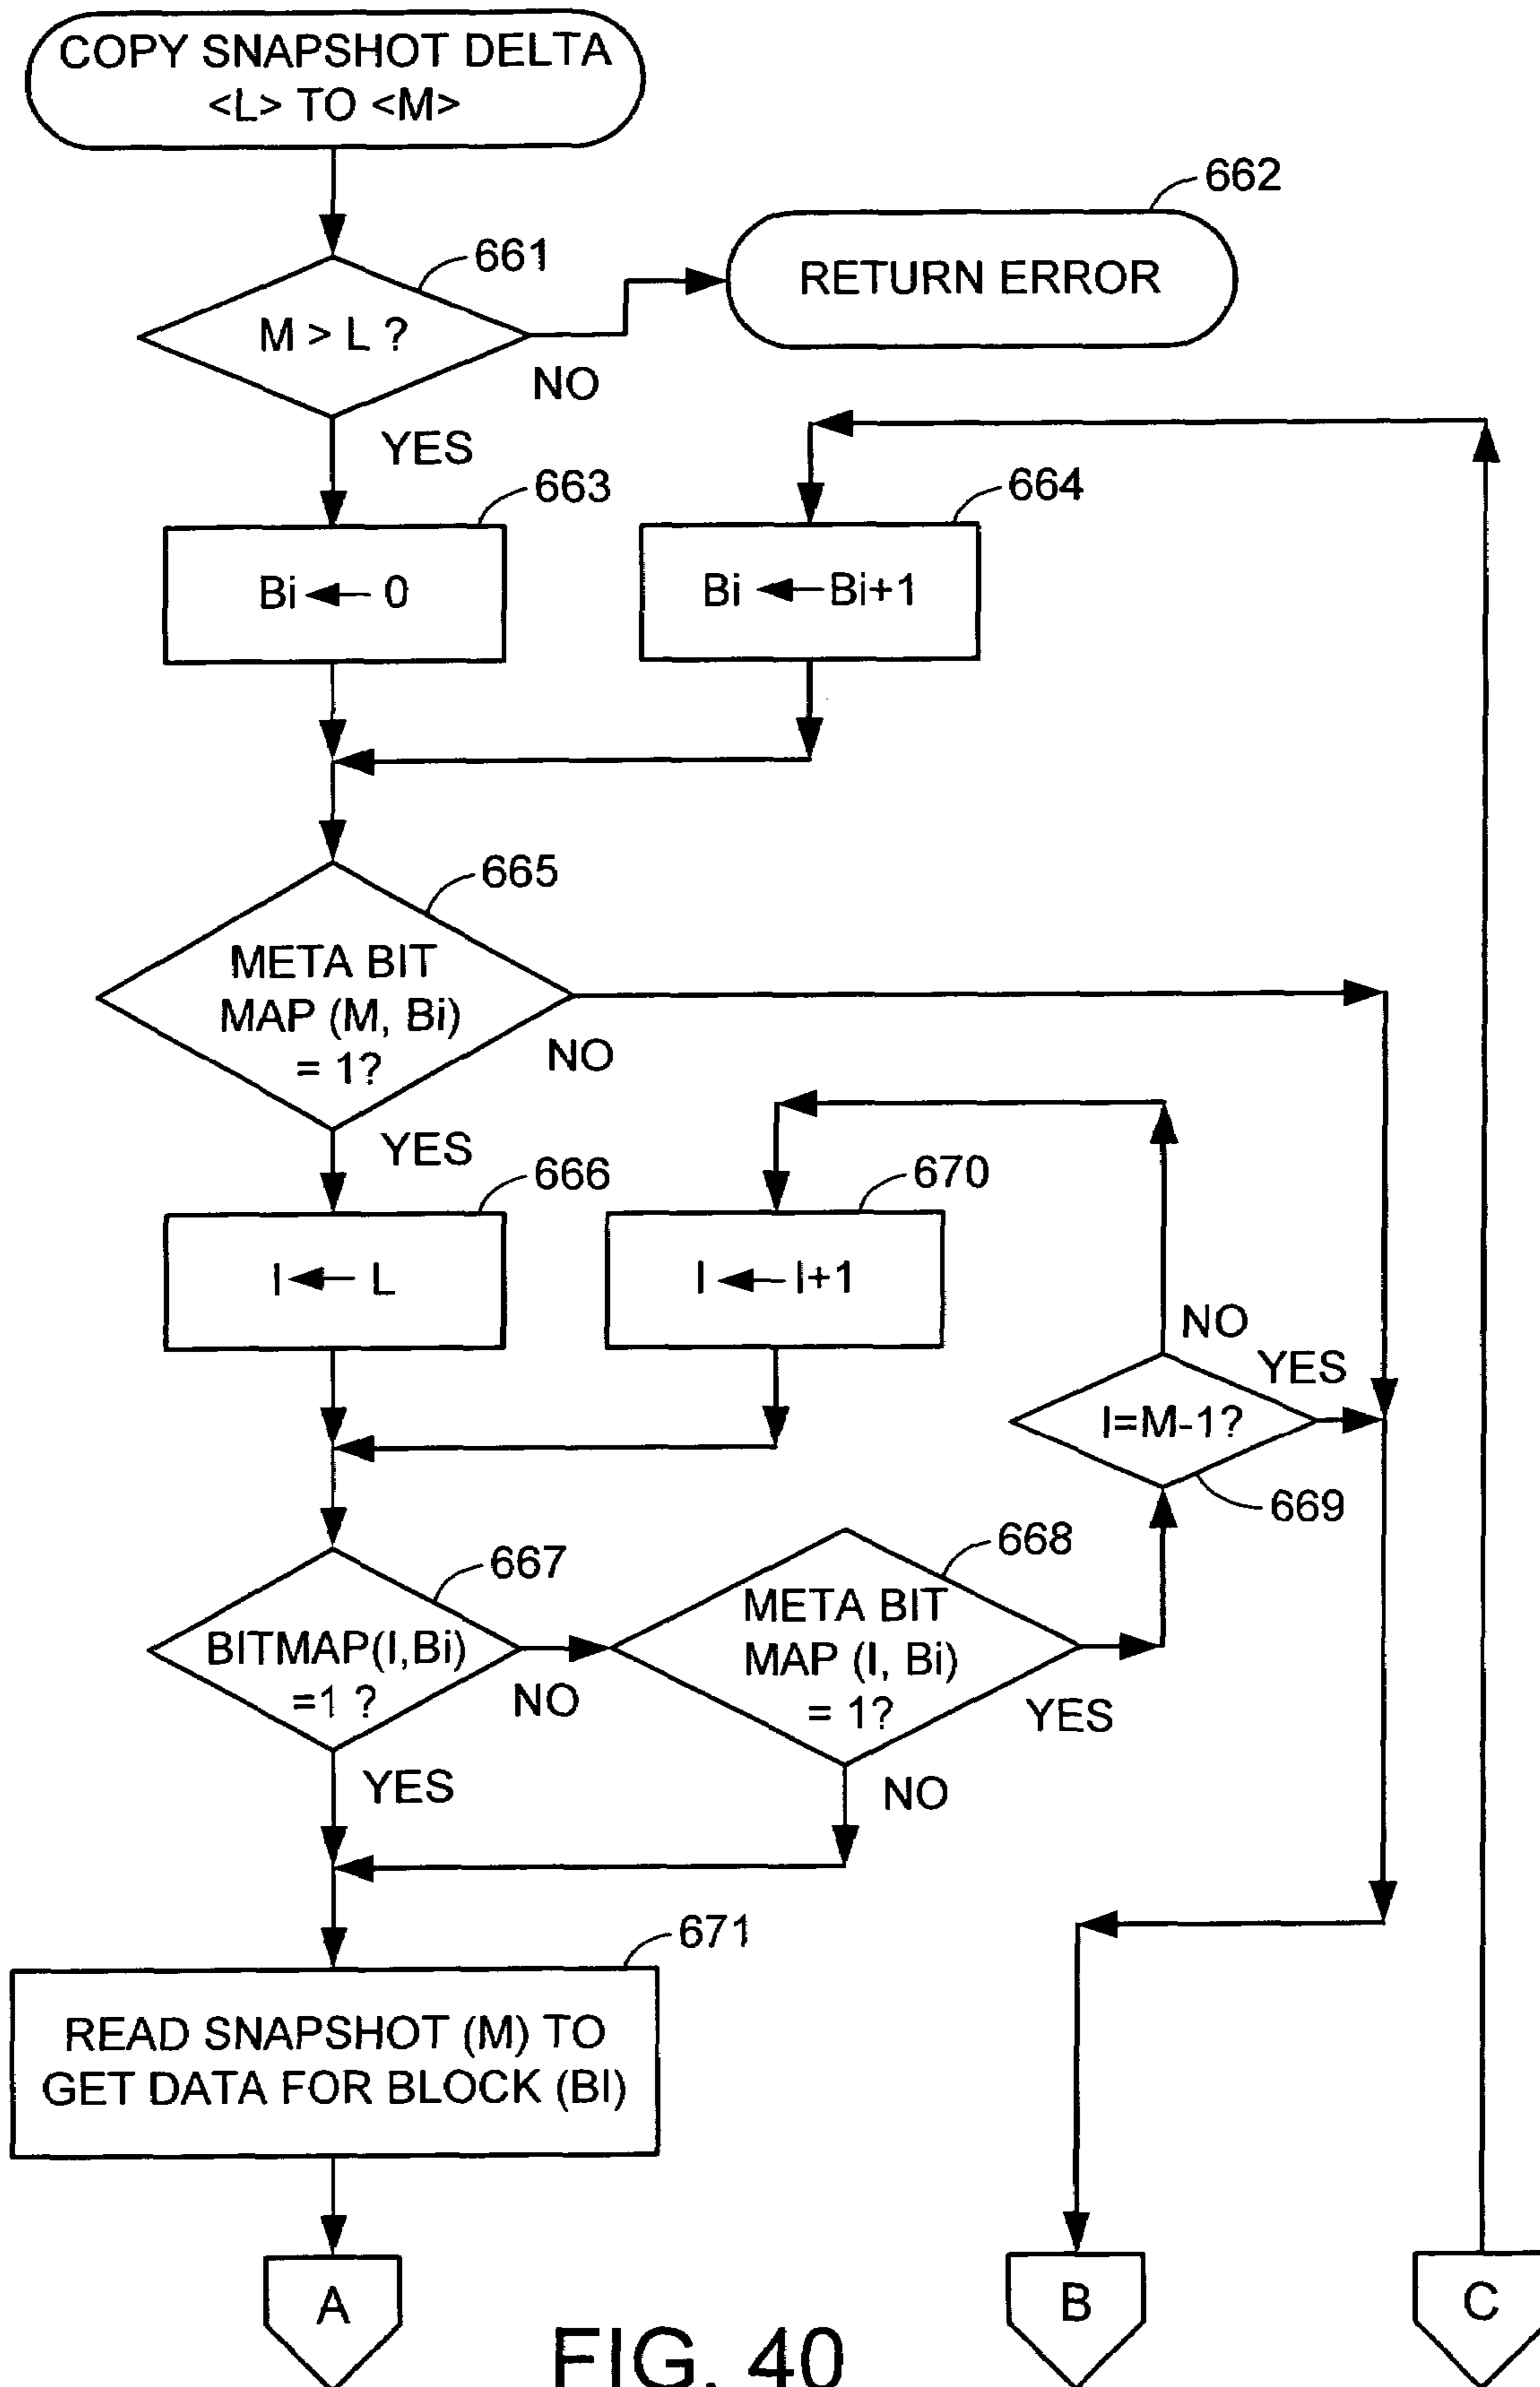 COPY SNAPSHOT DELTA
<L> TO <M>
662
661
RETURN ERROR
M > L ?
NO
YES
663
664
Bi ← 0
Bi ← Bi+1
665
META BIT
MAP (M, Bi)
= 1?
NO
YES
666
670
I ← L
I ← I+1
NO
YES
I=M-1?
669
667
668
META BIT
MAP (I, Bi)
= 1?
BITMAP(I,Bi)
=1 ?
NO
YES
YES
NO
671
READ SNAPSHOT (M) TO
GET DATA FOR BLOCK (BI)
A
B
C
FIG. 40